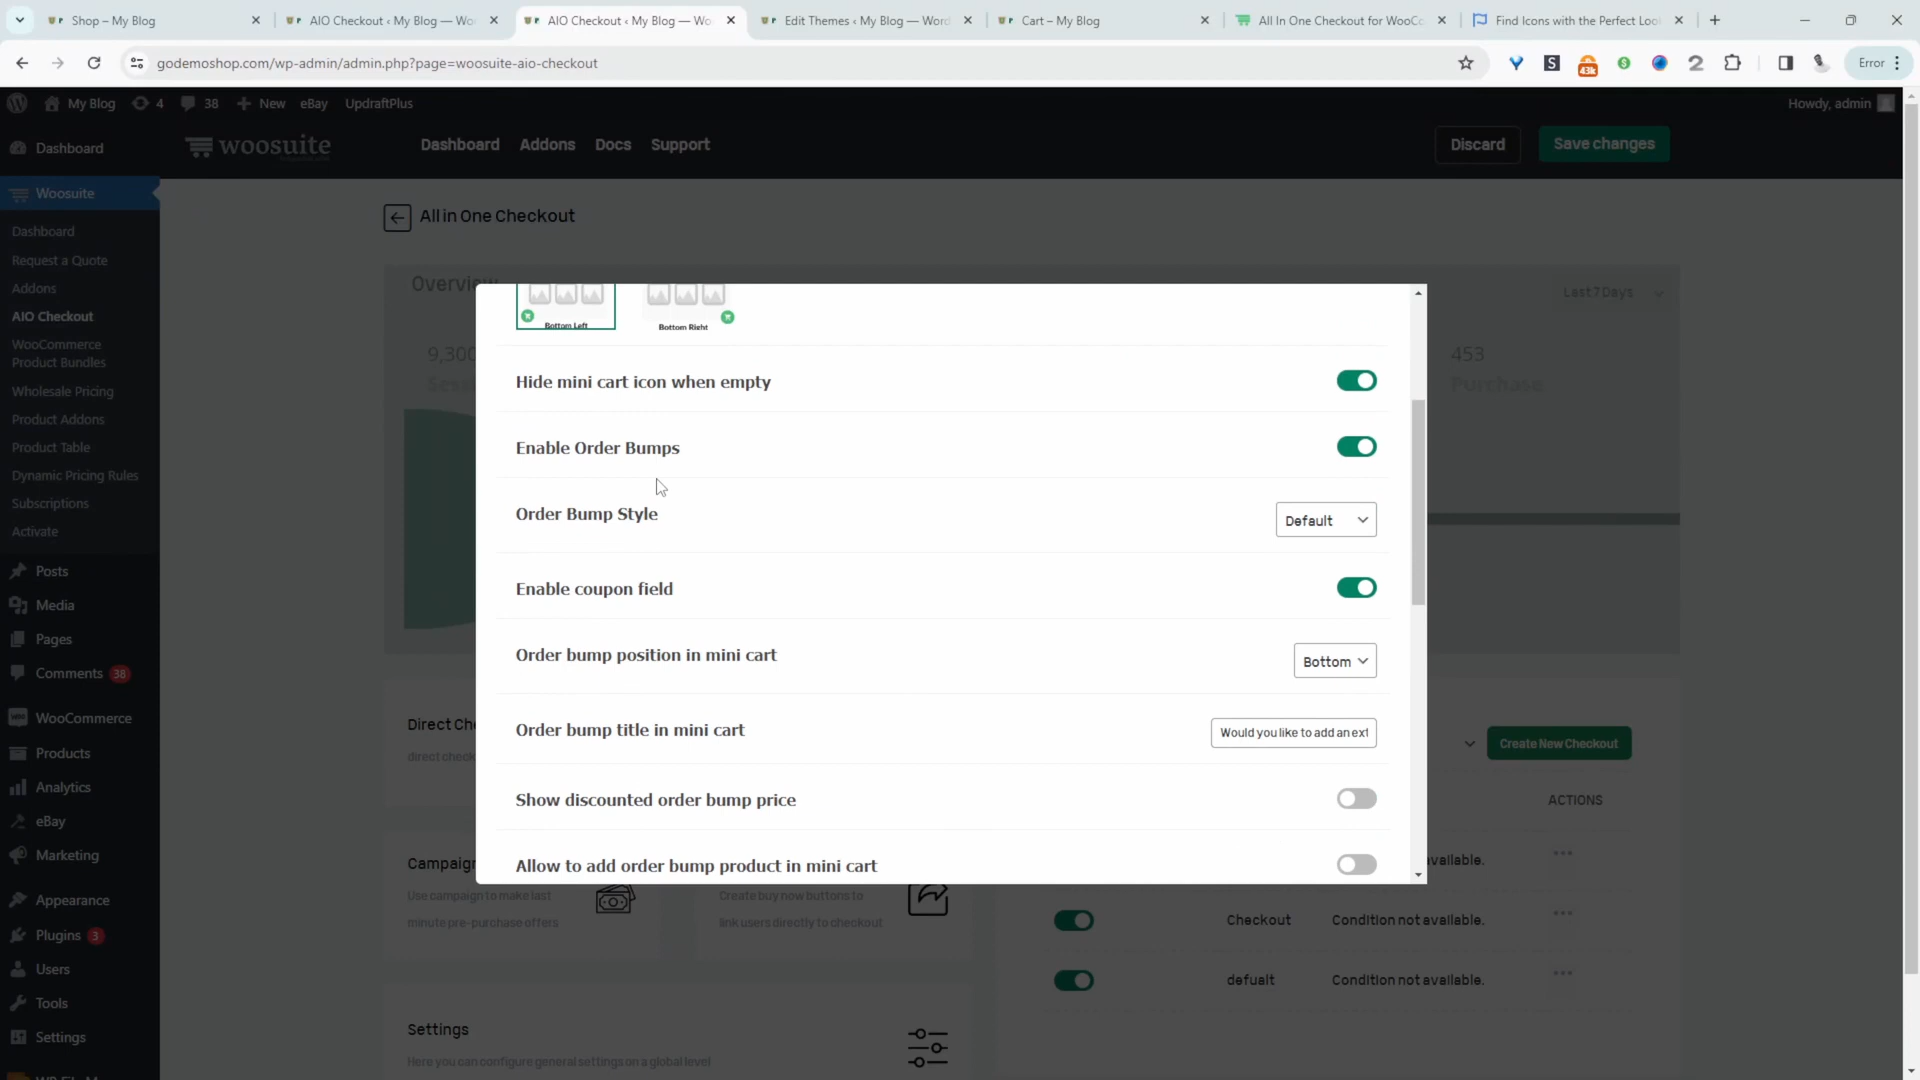 Shop – My Blog
AIO Checkout ‹ My Blog — Wo
AIO Checkout ‹ My Blog — Wo
Edit Themes ‹ My Blog — Word
Cart – My Blog
All In One Checkout for WooCo
Find Icons with the Perfect Loo
godemoshop.com/wp-admin/admin.php?page=woosuite-aio-checkout
43k
Error
My Blog
4
38
New
eBay
UpdraftPlus
Howdy, admin
woosuite
Dashboard
Addons
Docs
Support
Discard
Save changes
Dashboard
Woosuite
Dashboard
Request a Quote
Addons
AIO Checkout
WooCommerce
Product Bundles
Wholesale Pricing
Product Addons
Product Table
Dynamic Pricing Rules
Subscriptions
Activate
Posts
Media
Pages
Comments 38
WooCommerce
Products
Analytics
eBay
Marketing
Appearance
Plugins 3
Users
Tools
Settings
All in One Checkout
Overview
Last 7 Days
9,300
453
Purchase
Bottom Left
Bottom Right
Hide mini cart icon when empty
Enable Order Bumps
Order Bump Style
Default
Enable coupon field
Order bump position in mini cart
Bottom
Order bump title in mini cart
Would you like to add an ext
Show discounted order bump price
Allow to add order bump product in mini cart
Direct Che
direct check
Create New Checkout
ACTIONS
available.
Campaign
Use campaign to make last
minute pre-purchase offers
Create buy now buttons to
link users directly to checkout
Checkout
Condition not available.
defualt
Condition not available.
Settings
Here you can configure general settings on a global level